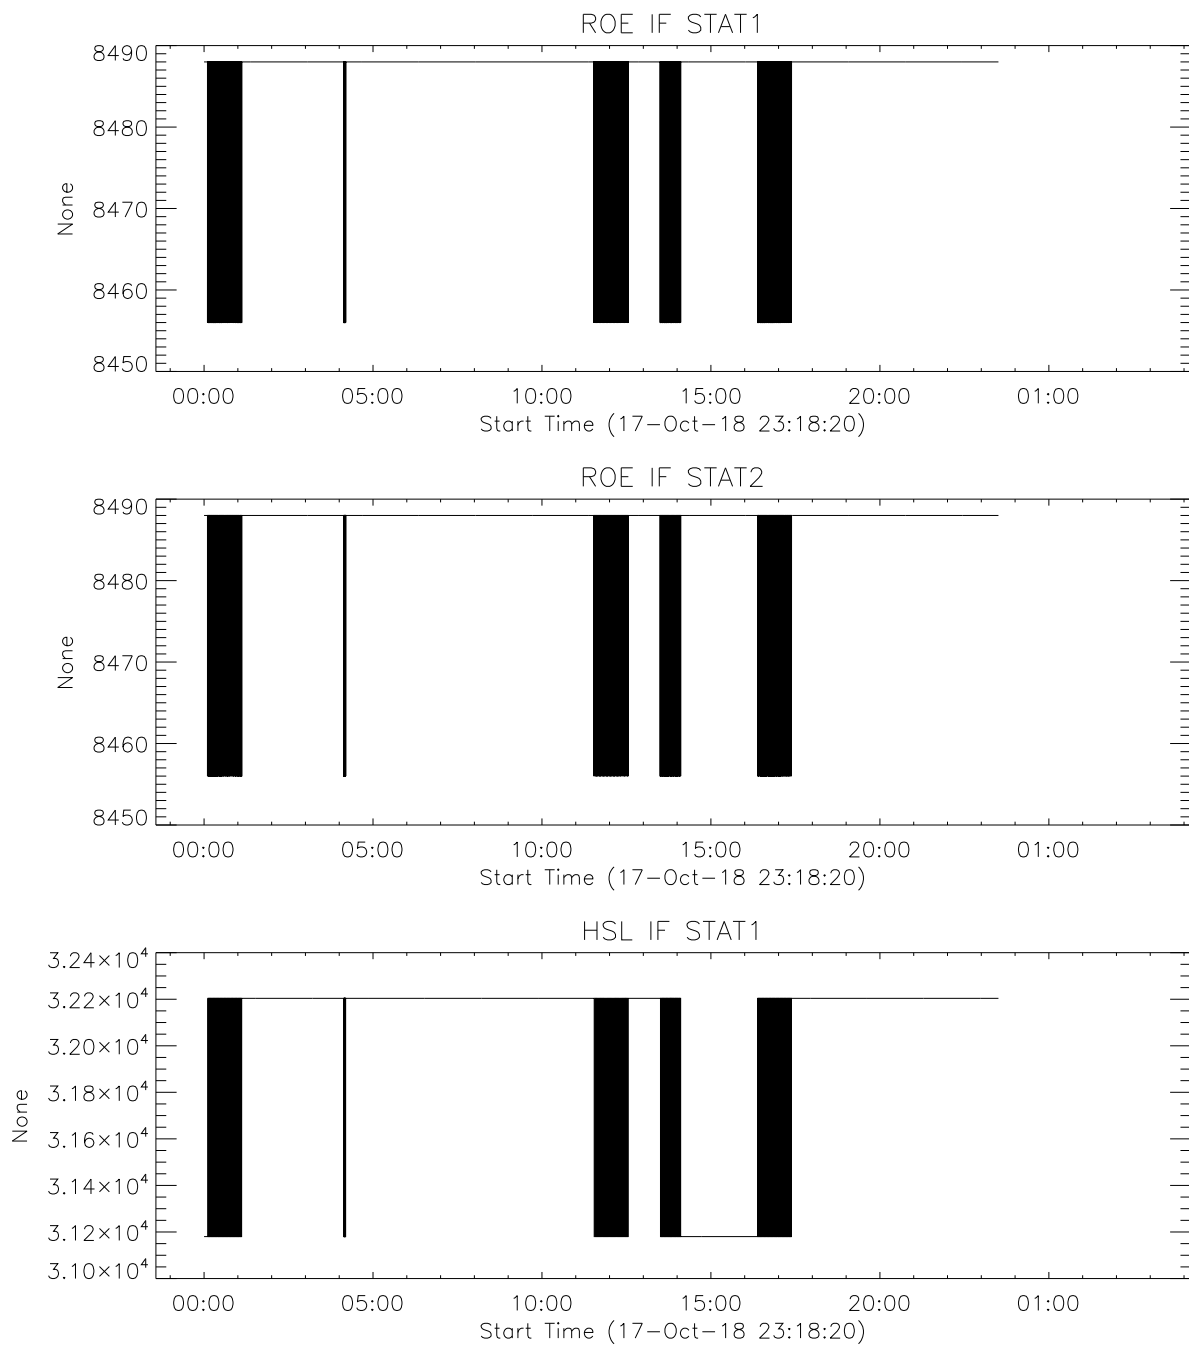 ROE IF STAT1
8490
8480
8470
8460
8450
None
00:00 05:00 10:00 15:00 20:00 01:00
Start Time (17-Oct-18 23:18:20)
ROE IF STAT2
8490
8480
8470
8460
8450
None
00:00 05:00 10:00 15:00 20:00 01:00
Start Time (17-Oct-18 23:18:20)
HSL IF STAT1
3.24×10⁴
3.22×10⁴
3.20×10⁴
3.18×10⁴
3.16×10⁴
3.14×10⁴
3.12×10⁴
3.10×10⁴
None
00:00 05:00 10:00 15:00 20:00 01:00
Start Time (17-Oct-18 23:18:20)